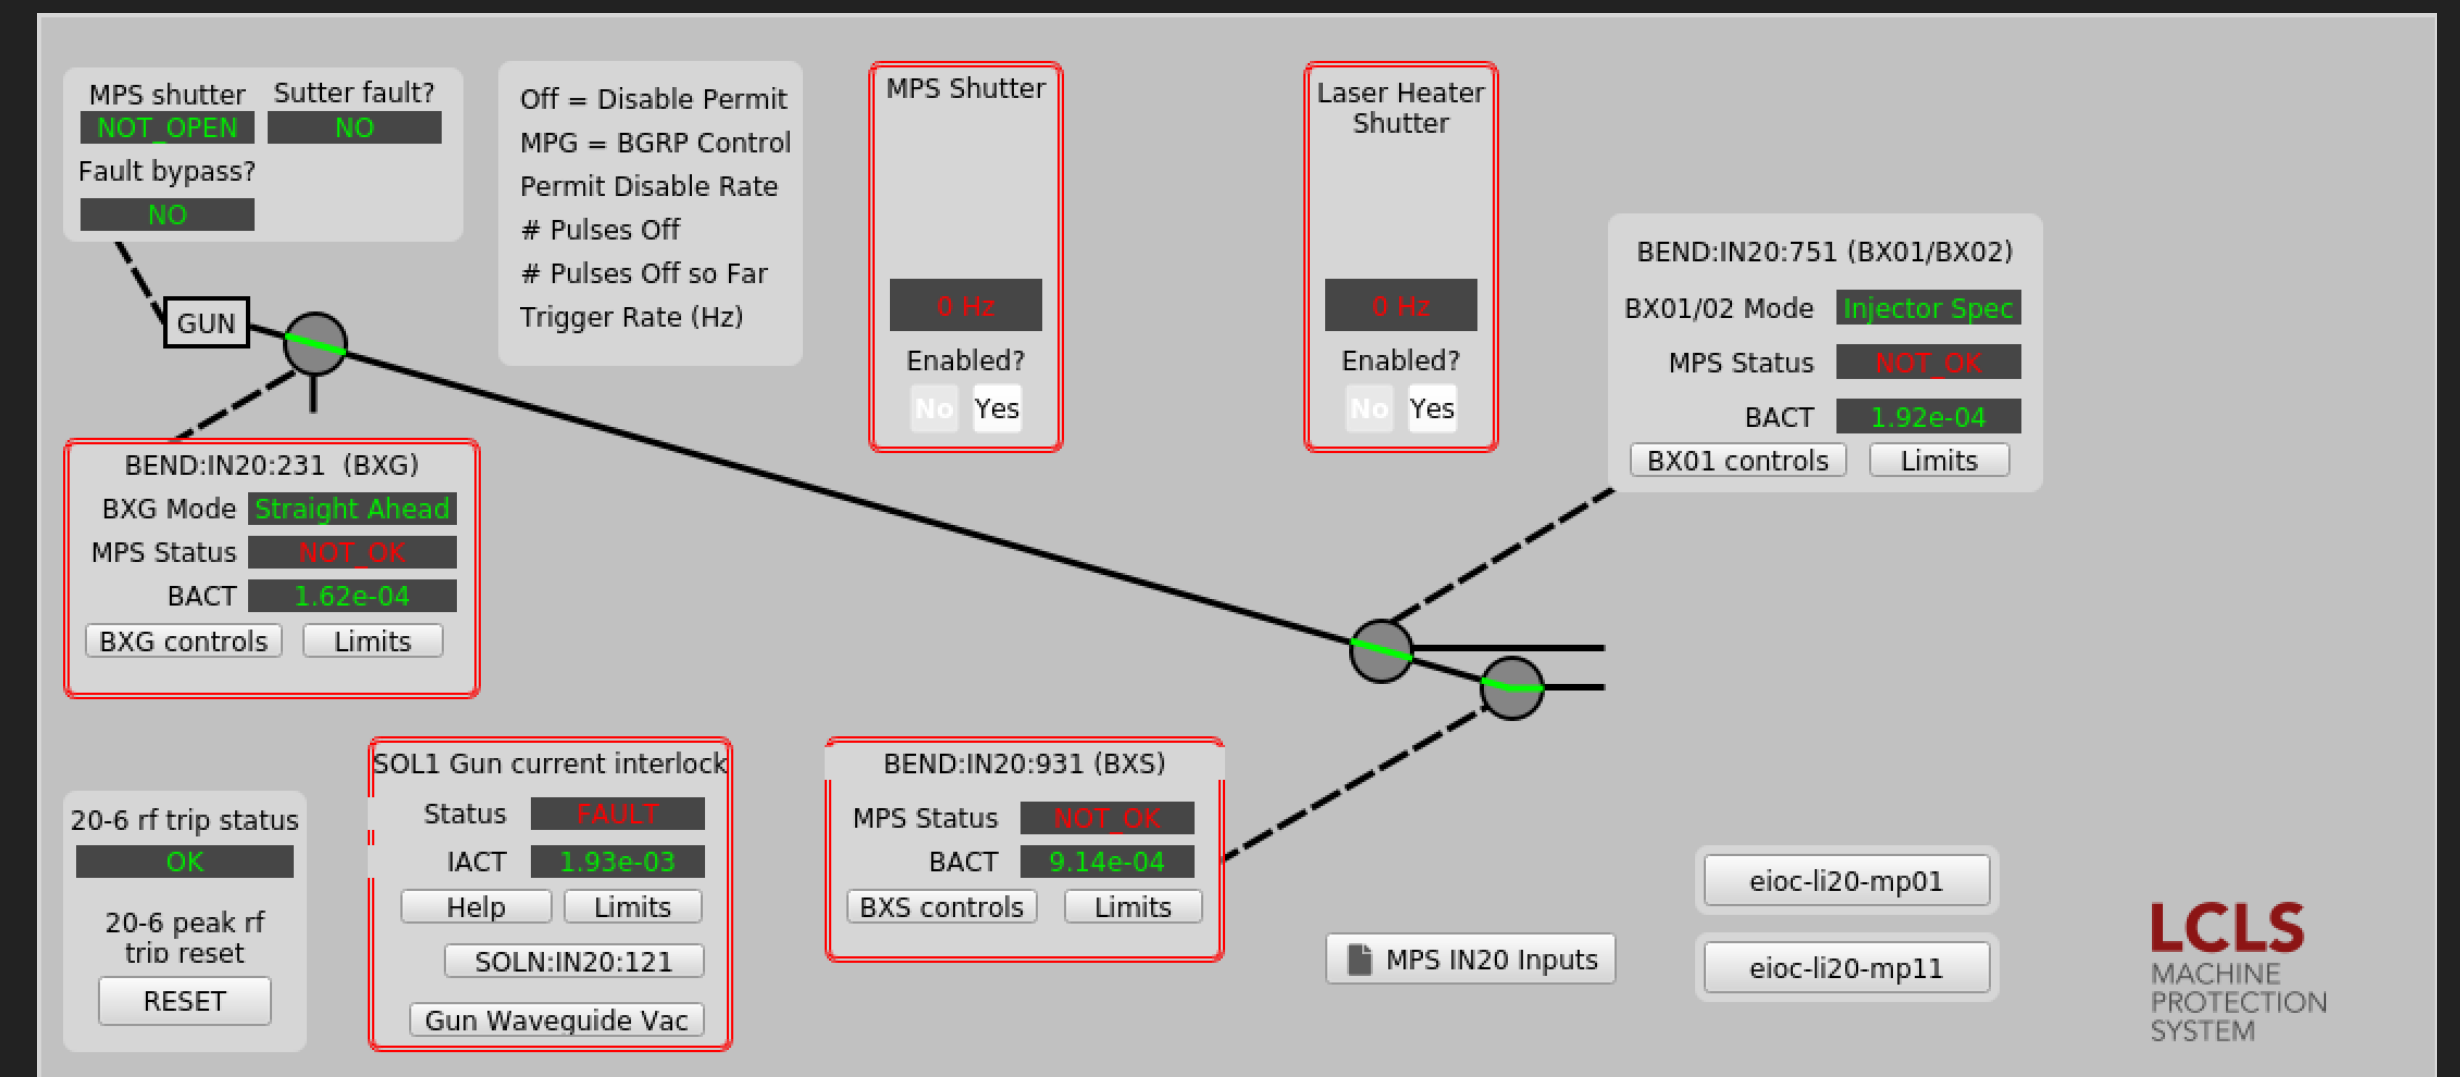 MPS shutter
Sutter fault?
NOT_OPEN
NO
Fault bypass?
NO
GUN
Off = Disable Permit
MPG = BGRP Control
Permit Disable Rate
# Pulses Off
# Pulses Off so Far
Trigger Rate (Hz)
MPS Shutter
0 Hz
Enabled?
No Yes
Laser Heater
Shutter
0 Hz
Enabled?
No Yes
BEND:IN20:751 (BX01/BX02)
BX01/02 Mode Injector Spec
MPS Status NOT_OK
BACT 1.92e-04
BX01 controls Limits
BEND:IN20:231 (BXG)
BXG Mode Straight Ahead
MPS Status NOT_OK
BACT 1.62e-04
BXG controls Limits
20-6 rf trip status
OK
20-6 peak rf
trip reset
RESET
SOL1 Gun current interlock
Status FAULT
IACT 1.93e-03
Help Limits
SOLN:IN20:121
Gun Waveguide Vac
BEND:IN20:931 (BXS)
MPS Status NOT_OK
BACT 9.14e-04
BXS controls Limits
MPS IN20 Inputs
eioc-li20-mp01
eioc-li20-mp11
LCLS
MACHINE
PROTECTION
SYSTEM